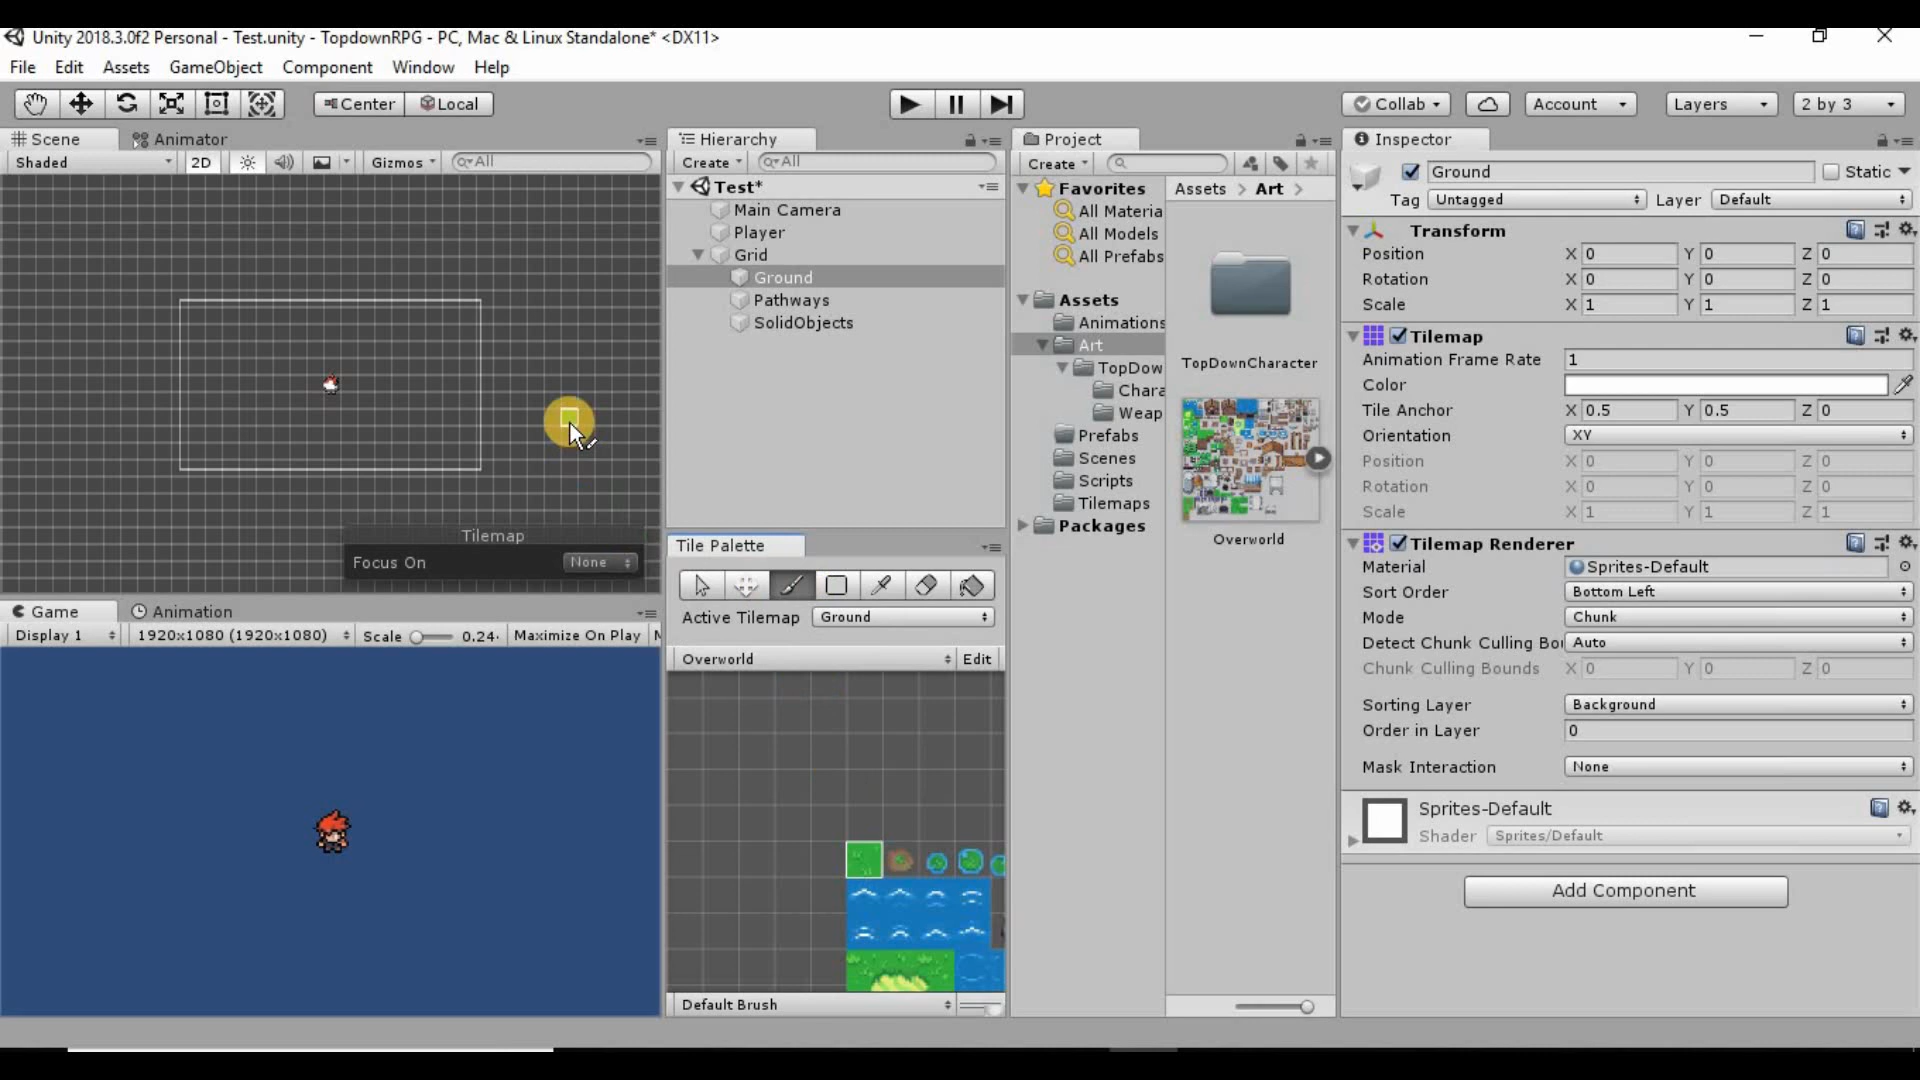 Unity 2018.3.0f2 Personal - Test.unity - TopdownRPG - PC, Mac & Linux Standalone* <DX11>
File Edit Assets GameObject Component Window Help
Center Local
Collab Account Layers 2 by 3
Scene Animator
Shaded 2D Gizmos All
Tilemap
Focus On None
Game Animation
Display 1 1920x1080 (1920x1080) Scale 0.24 Maximize On Play M
Hierarchy
Create All
Test*
Main Camera
Player
Grid
Ground
Pathways
SolidObjects
Tile Palette
Active Tilemap Ground
Overworld Edit
Default Brush
Project
Create
Favorites
All Materia
All Models
All Prefabs
Assets
Animations
Art
TopDow
Chara
Weap
Prefabs
Scenes
Scripts
Tilemaps
Packages
Assets > Art >
TopDownCharacter
Overworld
Inspector
Ground Static
Tag Untagged Layer Default
Transform
Position X 0 Y 0 Z 0
Rotation X 0 Y 0 Z 0
Scale X 1 Y 1 Z 1
Tilemap
Animation Frame Rate 1
Color
Tile Anchor X 0.5 Y 0.5 Z 0
Orientation XY
Position X 0 Y 0 Z 0
Rotation X 0 Y 0 Z 0
Scale X 1 Y 1 Z 1
Tilemap Renderer
Material Sprites-Default
Sort Order Bottom Left
Mode Chunk
Detect Chunk Culling Bo Auto
Chunk Culling Bounds X 0 Y 0 Z 0
Sorting Layer Background
Order in Layer 0
Mask Interaction None
Sprites-Default
Shader Sprites/Default
Add Component